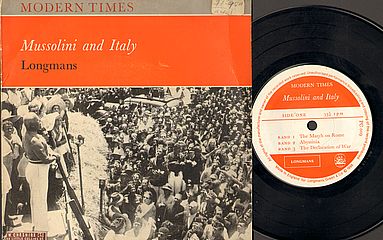 MODERN TIMES
Mussolini and Italy
Longmans
MODERN TIMES
Mussolini and Italy
SIDE ONE
33⅓ RPM
BAND 1 The March on Rome
BAND 2 Abyssinia
BAND 3 The Declaration of War
LONGMANS